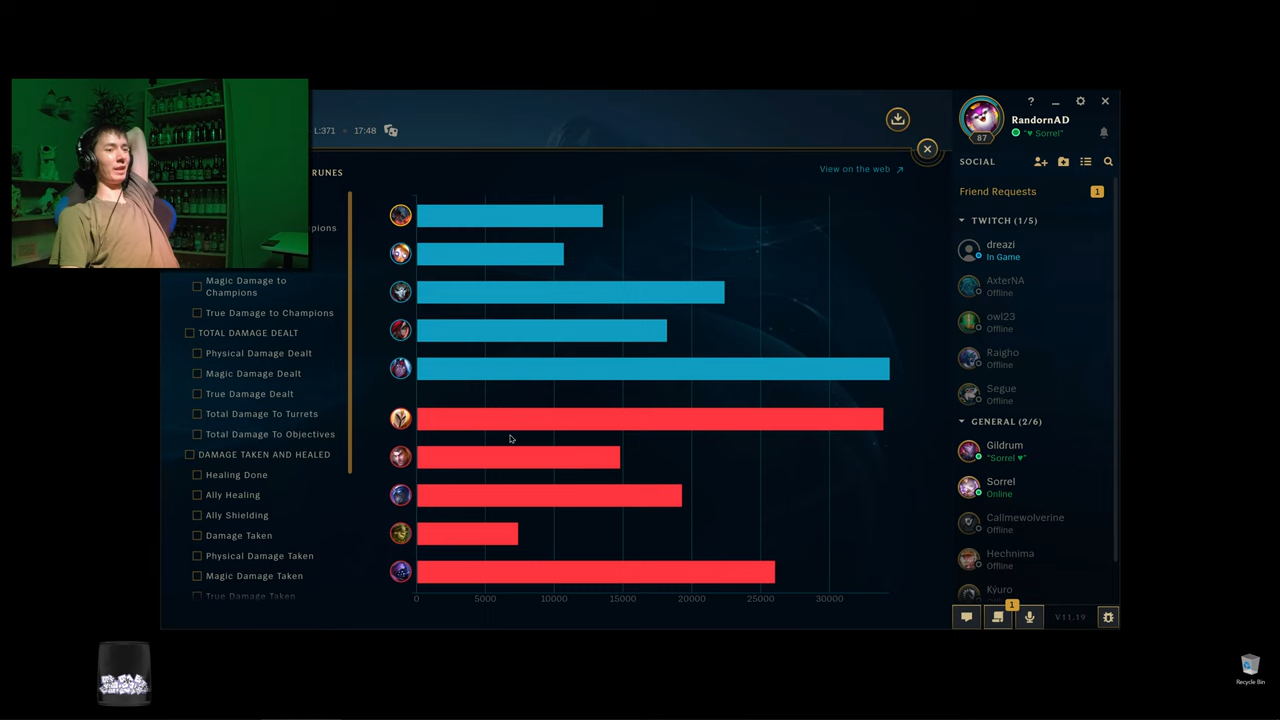 L:371 • 17:48
RandornAD
"♥ Sorrel"
87
RUNES
View on the web
SOCIAL
Friend Requests
1
TWITCH (1/5)
dreazi
In Game
AxterNA
Offline
owl23
Offline
Raigho
Offline
Segue
Offline
GENERAL (2/6)
Gildrum
"Sorrel ♥"
Sorrel
Online
Callmewolverine
Offline
Hechnima
Offline
Kýuro
Offline
1
V11.19
pions
Magic Damage to
Champions
True Damage to Champions
TOTAL DAMAGE DEALT
Physical Damage Dealt
Magic Damage Dealt
True Damage Dealt
Total Damage To Turrets
Total Damage To Objectives
DAMAGE TAKEN AND HEALED
Healing Done
Ally Healing
Ally Shielding
Damage Taken
Physical Damage Taken
Magic Damage Taken
True Damage Taken
0 5000 10000 15000 20000 25000 30000
Recycle Bin